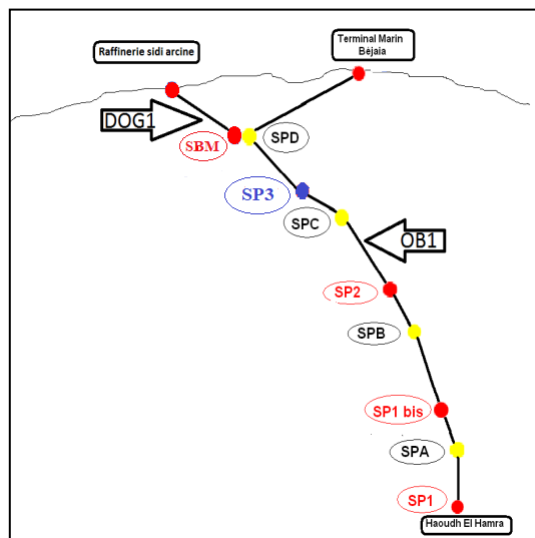 Raffinerie sidi arcine
Terminal Marin
Béjaia
DOG1
SBM
SPD
SP3
SPC
OB1
SP2
SPB
SP1 bis
SPA
SP1
Haoudh El Hamra